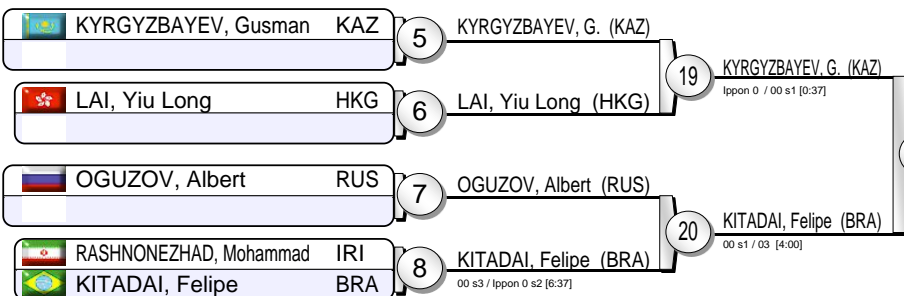 KYRGYZBAYEV, Gusman KAZ
5
KYRGYZBAYEV, G. (KAZ)
19
KYRGYZBAYEV, G. (KAZ)
Ippon 0 / 00 s1 [0:37]
LAI, Yiu Long HKG
6
LAI, Yiu Long (HKG)
OGUZOV, Albert RUS
7
OGUZOV, Albert (RUS)
20
KITADAI, Felipe (BRA)
00 s1 / 03 [4:00]
RASHNONEZHAD, Mohammad IRI
KITADAI, Felipe BRA
8
KITADAI, Felipe (BRA)
00 s3 / Ippon 0 s2 [6:37]